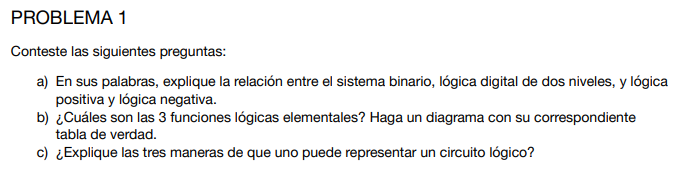 PROBLEMA 1
Conteste las siguientes preguntas:
a) En sus palabras, explique la relación entre el sistema binario, lógica digital de dos niveles, y lógica
positiva y lógica negativa.
b) ¿Cuáles son las 3 funciones lógicas elementales? Haga un diagrama con su correspondiente
tabla de verdad.
c) ¿Explique las tres maneras de que uno puede representar un circuito lógico?